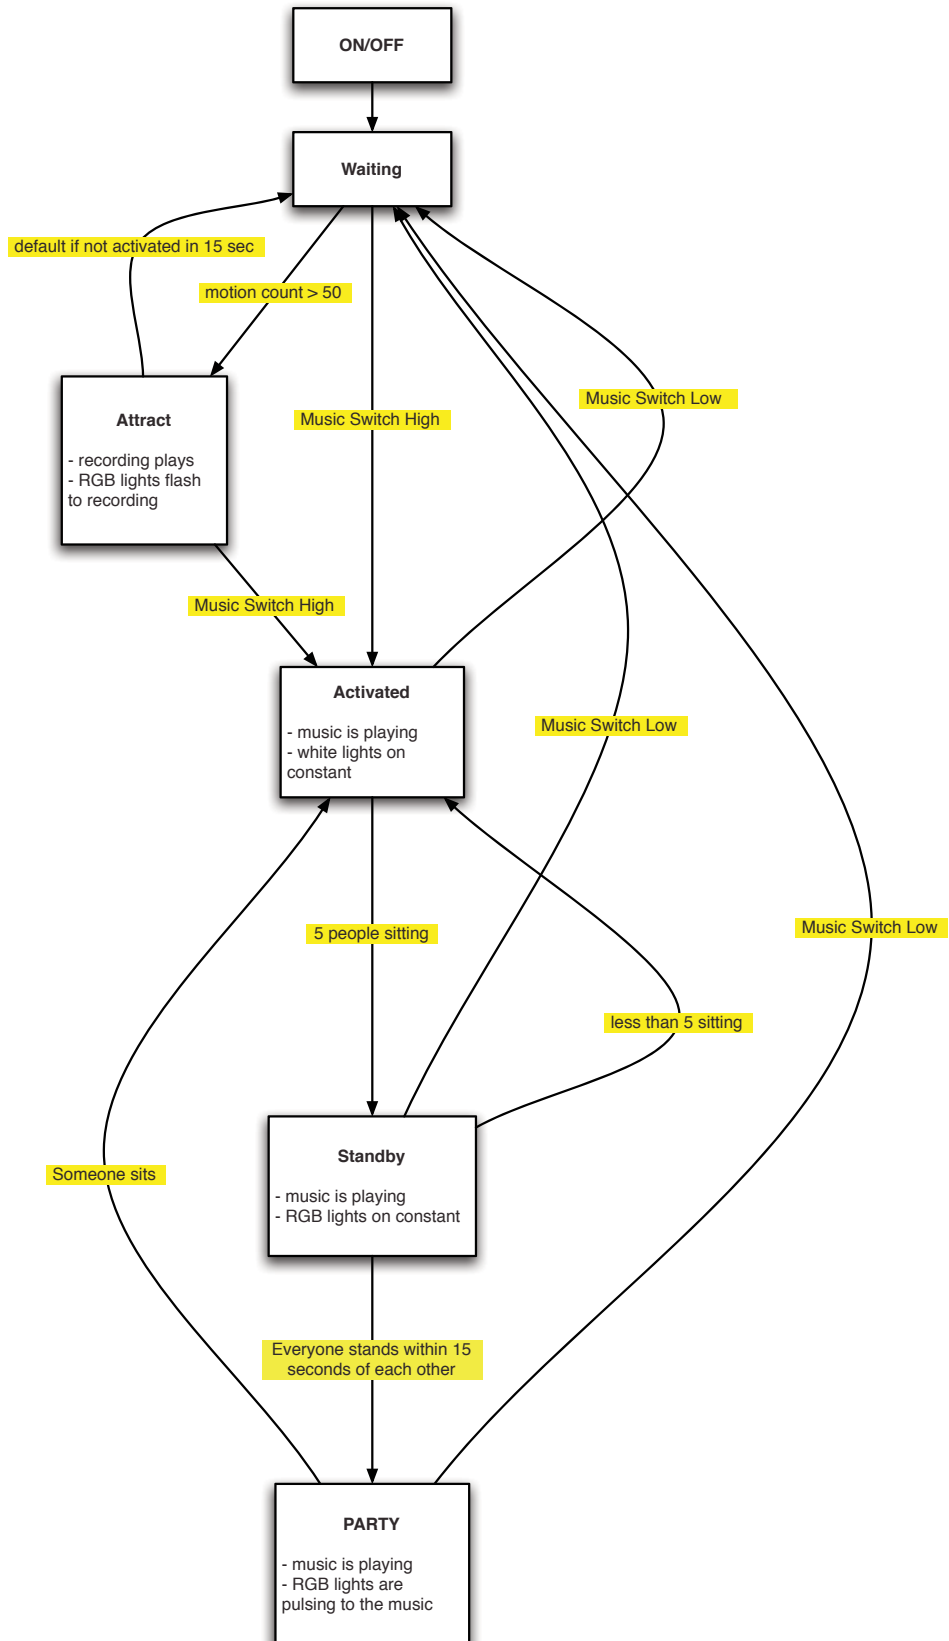 ON/OFF
Waiting
default if not activated in 15 sec
motion count > 50
Music Switch Low
Music Switch High
Attract
- recording plays
- RGB lights flash
to recording
Music Switch High
Activated
- music is playing
- white lights on
constant
Music Switch Low
5 people sitting
Music Switch Low
less than 5 sitting
Standby
- music is playing
- RGB lights on constant
Someone sits
Everyone stands within 15
seconds of each other
PARTY
- music is playing
- RGB lights are
pulsing to the music